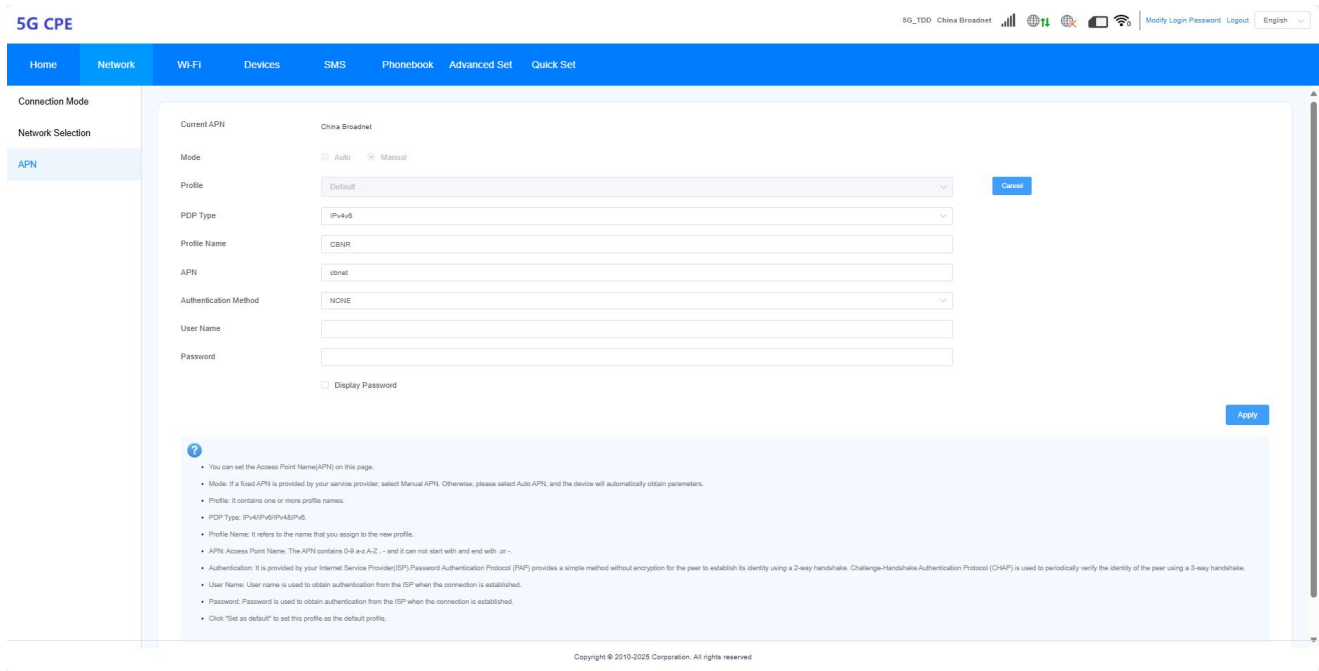 5G CPE
5G_TDD China Broadnet
Modify Login Password Logout English
Home Network Wi-Fi Devices SMS Phonebook Advanced Set Quick Set
Connection Mode
Network Selection
APN
Current APN China Broadnet
Mode Auto Manual
Profile Default Cancel
PDP Type IPv4v6
Profile Name CBNR
APN cbnet
Authentication Method NONE
User Name
Password
Display Password
Apply
?
• You can set the Access Point Name(APN) on this page.
• Mode: If a fixed APN is provided by your service provider, select Manual APN. Otherwise, please select Auto APN, and the device will automatically obtain parameters.
• Profile: It contains one or more profile names.
• PDP Type: IPv4/IPv6/IPv4&IPv6.
• Profile Name: It refers to the name that you assign to the new profile.
• APN: Access Point Name. The APN contains 0-9 a-z A-Z . - and it can not start with and end with .or -.
• Authentication: It is provided by your Internet Service Provider(ISP).Password Authentication Protocol (PAP) provides a simple method without encryption for the peer to establish its identity using a 2-way handshake. Challenge-Handshake Authentication Protocol (CHAP) is used to periodically verify the identity of the peer using a 3-way handshake.
• User Name: User name is used to obtain authentication from the ISP when the connection is established.
• Password: Password is used to obtain authentication from the ISP when the connection is established.
• Click "Set as default" to set this profile as the default profile.
Copyright © 2010-2025 Corporation. All rights reserved